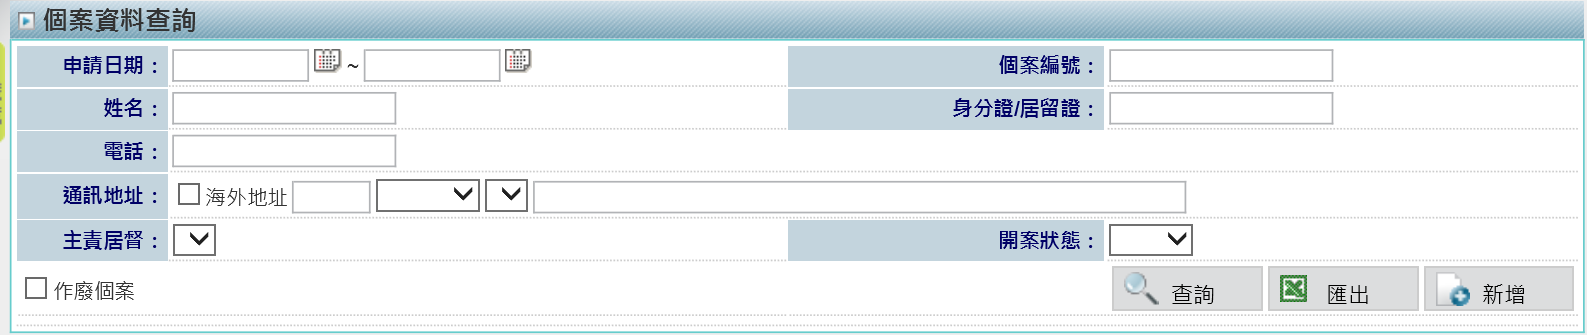 個案資料查詢
申請日期： ~ 個案編號：
姓名： 身分證/居留證：
電話：
通訊地址： 海外地址
主責居督： 開案狀態：
作廢個案 查詢 匯出 新增